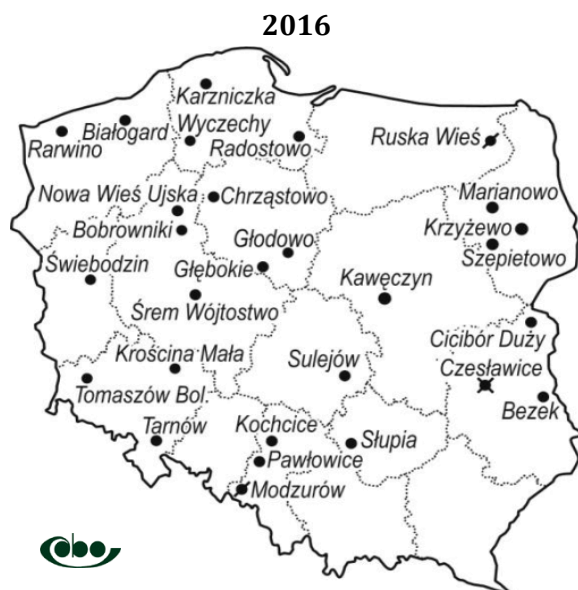 2016
Karzniczka
Białogard
Wyczechy
Rarwino
Radostowo
Ruska Wieś
Nowa Wieś Ujska
Chrząstowo
Marianowo
Bobrowniki
Krzyżewo
Głodowo
Szepietowo
Świebodzin
Głębokie
Kawęczyn
Śrem Wójtostwo
Cicibór Duży
Krościna Mała
Sulejów
Czesławice
Tomaszów Bol.
Bezek
Tarnów
Kochcice
Słupia
Pawłowice
Modzurów